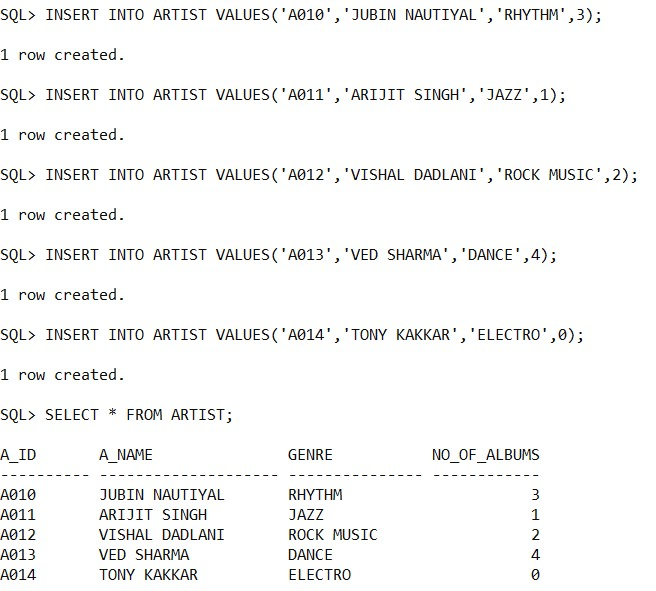 SQL> INSERT INTO ARTIST VALUES('A010','JUBIN NAUTIYAL','RHYTHM',3);
1 row created.
SQL> INSERT INTO ARTIST VALUES('A011','ARIJIT SINGH','JAZZ',1);
1 row created.
SQL> INSERT INTO ARTIST VALUES('A012','VISHAL DADLANI','ROCK MUSIC',2);
1 row created.
SQL> INSERT INTO ARTIST VALUES('A013','VED SHARMA','DANCE',4);
1 row created.
SQL> INSERT INTO ARTIST VALUES('A014','TONY KAKKAR','ELECTRO',0);
1 row created.
SQL> SELECT * FROM ARTIST;
A_ID       A_NAME               GENRE           NO_OF_ALBUMS
---------- -------------------- --------------- ------------
A010       JUBIN NAUTIYAL       RHYTHM                     3
A011       ARIJIT SINGH         JAZZ                       1
A012       VISHAL DADLANI       ROCK MUSIC                 2
A013       VED SHARMA           DANCE                      4
A014       TONY KAKKAR          ELECTRO                    0